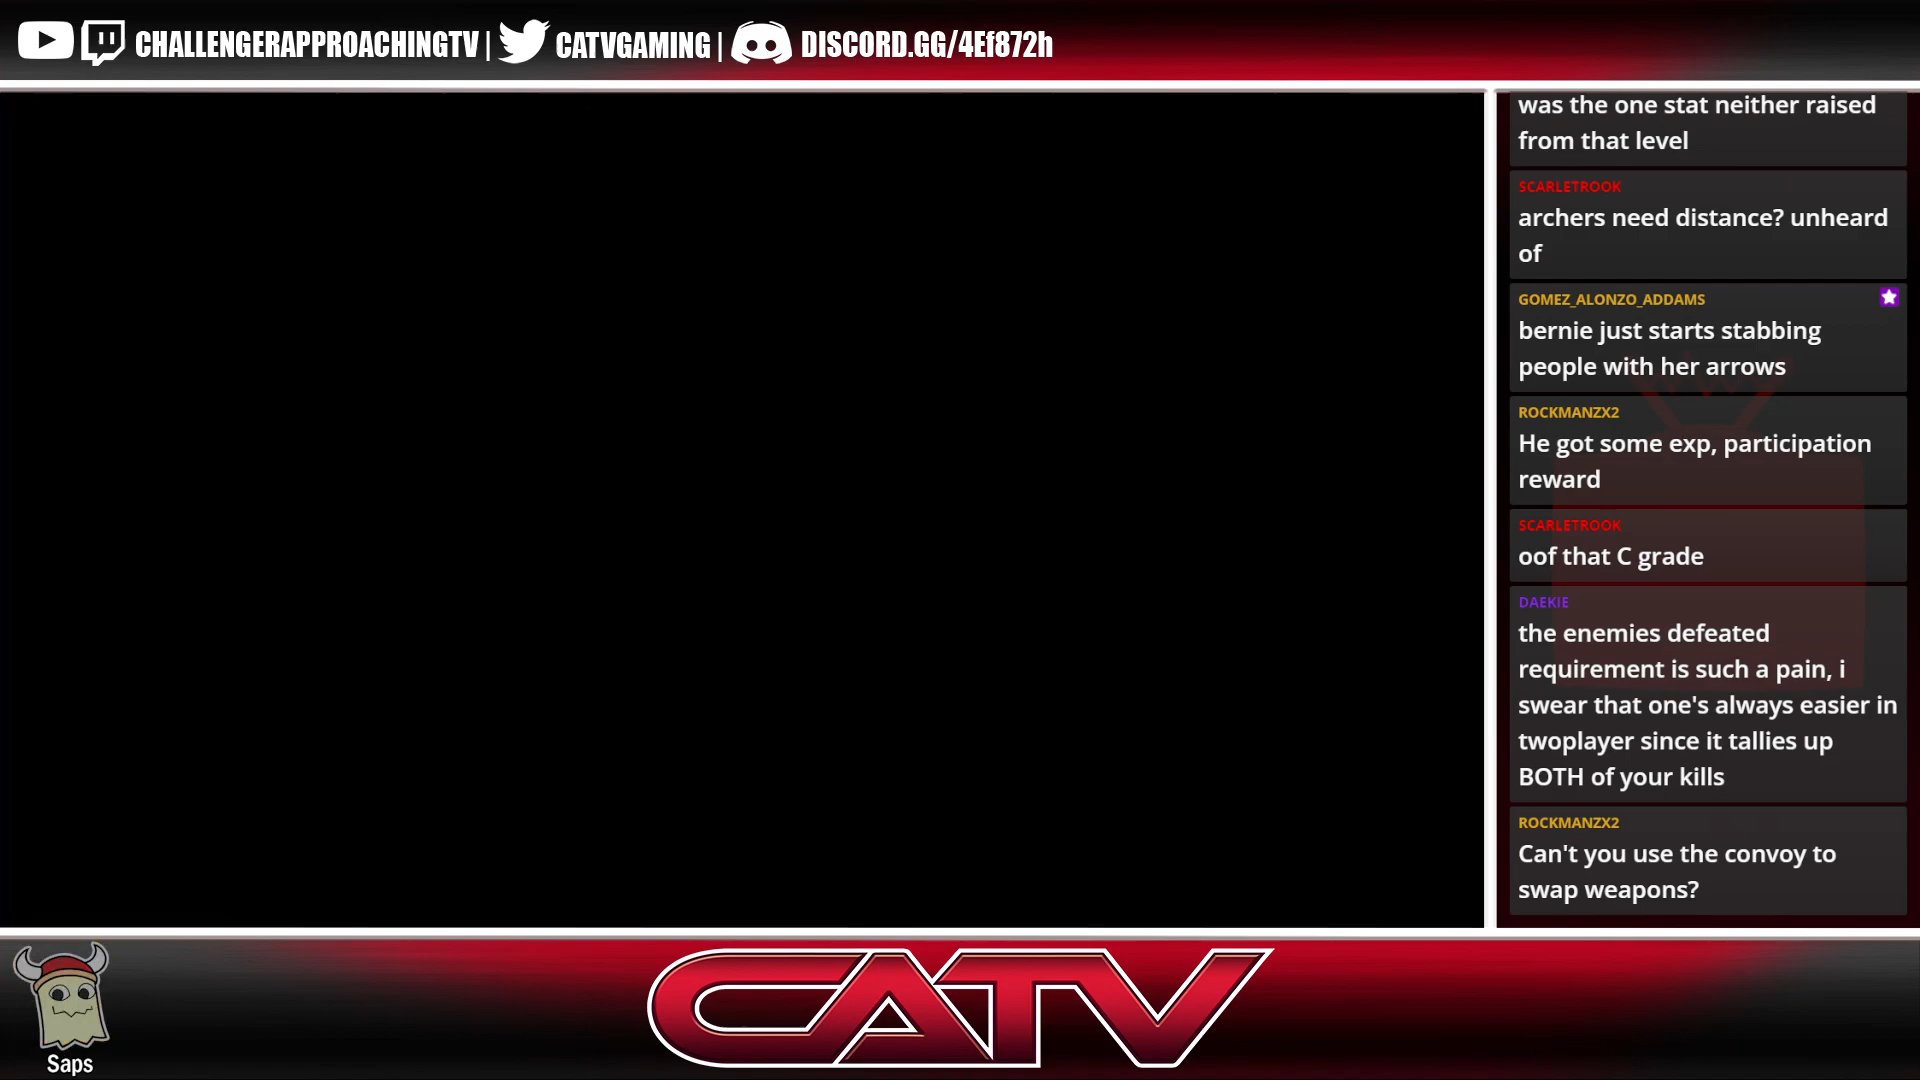 CHALLENGERAPPROACHINGTV | CATVGAMING | DISCORD.GG/4Ef872h
was the one stat neither raised
from that level
SCARLETROOK
archers need distance? unheard
of
GOMEZ_ALONZO_ADDAMS
bernie just starts stabbing
people with her arrows
ROCKMANZX2
He got some exp, participation
reward
SCARLETROOK
oof that C grade
DAEKIE
the enemies defeated
requirement is such a pain, i
swear that one's always easier in
twoplayer since it tallies up
BOTH of your kills
ROCKMANZX2
Can't you use the convoy to
swap weapons?
CATV
Saps